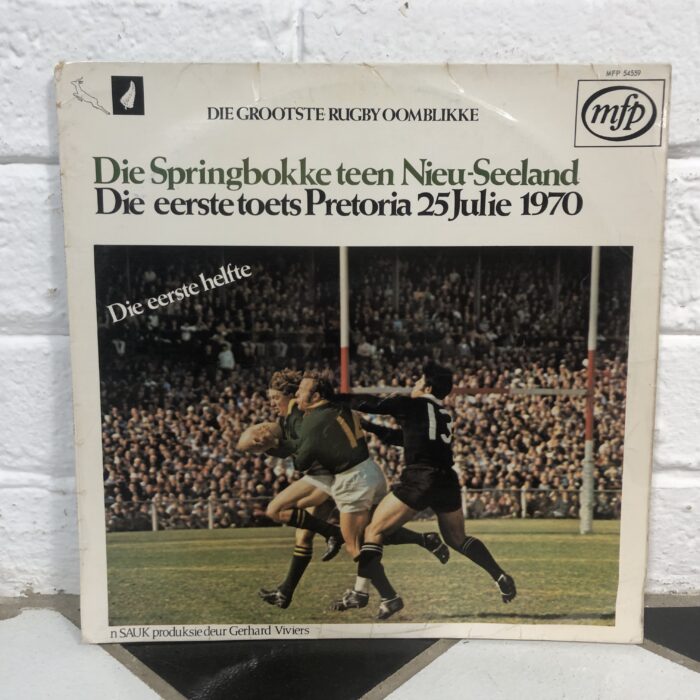 MFP 54559
mfp
DIE GROOTSTE RUGBY OOMBLIKKE
Die Springbokke teen Nieu-Seeland
Die eerste toets Pretoria 25 Julie 1970
Die eerste helfte
14
13
n SAUK produksie deur Gerhard Viviers